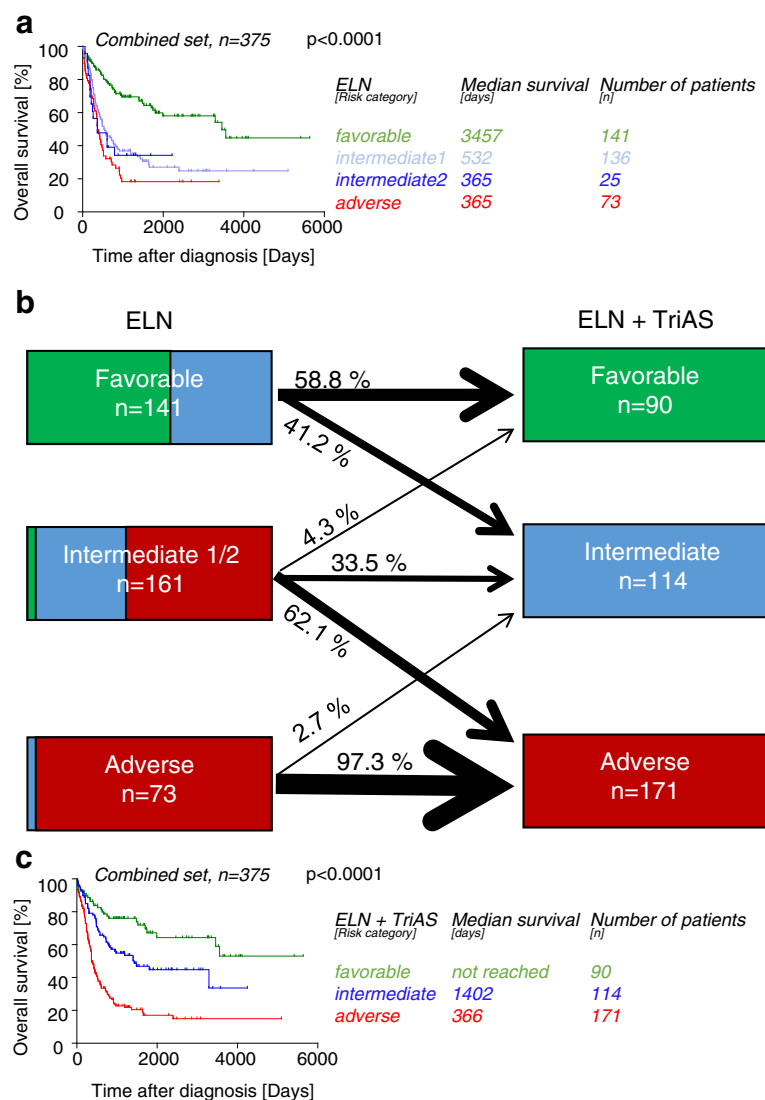 a
Combined set, n=375 p<0.0001
Overall survival [%]
100
80
60
40
20
0
0 2000 4000 6000
Time after diagnosis [Days]
ELN Median survival Number of patients
[Risk category] [days] [n]
favorable 3457 141
intermediate1 532 136
intermediate2 365 25
adverse 365 73
b
ELN ELN + TriAS
Favorable
n=141
58.8 %
41.2 %
Favorable
n=90
Intermediate 1/2
n=161
4.3 %
33.5 %
62.1 %
Intermediate
n=114
Adverse
n=73
2.7 %
97.3 %
Adverse
n=171
c
Combined set, n=375 p<0.0001
Overall survival [%]
100
80
60
40
20
0
0 2000 4000 6000
Time after diagnosis [Days]
ELN + TriAS Median survival Number of patients
[Risk category] [days] [n]
favorable not reached 90
intermediate 1402 114
adverse 366 171